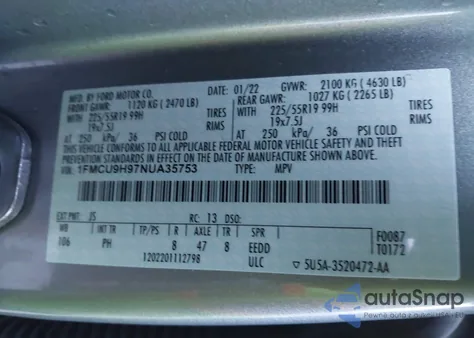 MFD. BY FORD MOTOR CO.
DATE: 01/22 GVWR: 2100 KG ( 4630 LB)
FRONT GAWR: 1120 KG ( 2470 LB) REAR GAWR: 1027 KG ( 2265 LB)
WITH 225/55R19 99H TIRES WITH 225/55R19 99H TIRES
19x7.5J RIMS 19x7.5J RIMS
AT 250 kPa/ 36 PSI COLD AT 250 kPa/ 36 PSI COLD
THIS VEHICLE CONFORMS TO ALL APPLICABLE FEDERAL MOTOR VEHICLE SAFETY AND
THEFT PREVENTION STANDARDS IN EFFECT ON THE DATE OF MANUFACTURE SHOWN ABOVE.
VIN: 1FMCU9H97NUA35753 TYPE: MPV
EXT PNT: JS RC: 13 DSO: F0087
WB TP/PS R AXLE TR SPR T0172
106 PH 8 47 8 EEDD
1202201112798 ULC 5U5A-3520472-AA
autoSnap
Pewne auto z USA